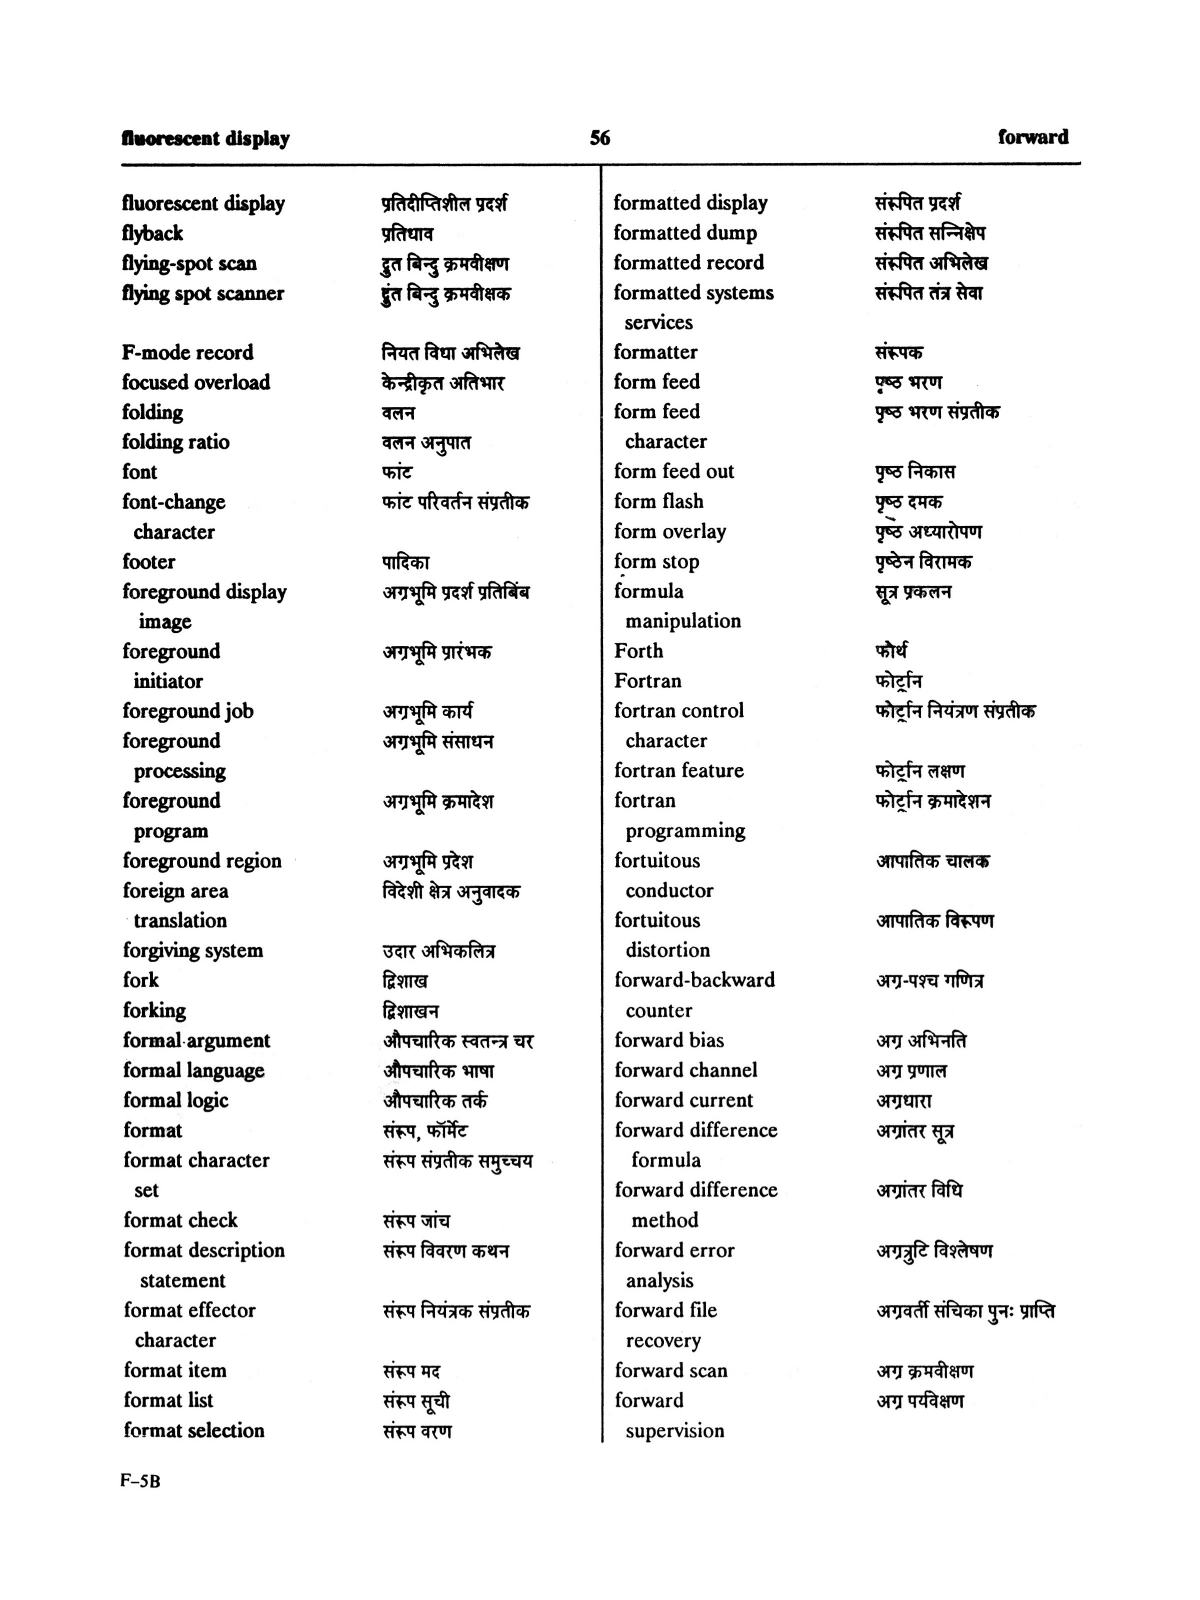 fluorescent display 56 forward
fluorescent display प्रतिदीप्तिशील प्रदर्श
flyback प्रतिधाव
flying-spot scan द्रुत बिन्दु क्रमवीक्षण
flying spot scanner द्रुंत बिन्दु क्रमवीक्षक
F-mode record नियत विधा अभिलेख
focused overload केन्द्रीकृत अतिभार
folding वलन
folding ratio वलन अनुपात
font फांट
font-change फांट परिवर्तन संप्रतीक
character
footer पादिका
foreground display अग्रभूमि प्रदर्श प्रतिबिंब
image
foreground अग्रभूमि प्रारंभक
initiator
foreground job अग्रभूमि कार्य
foreground अग्रभूमि संसाधन
processing
foreground अग्रभूमि क्रमादेश
program
foreground region अग्रभूमि प्रदेश
foreign area विदेशी क्षेत्र अनुवादक
translation
forgiving system उदार अभिकलित्र
fork द्विशाख
forking द्विशाखन
formal argument औपचारिक स्वतन्त्र चर
formal language औपचारिक भाषा
formal logic औपचारिक तर्क
format संरूप, फॉर्मेट
format character संरूप संप्रतीक समुच्चय
set
format check संरूप जांच
format description संरूप विवरण कथन
statement
format effector संरूप नियंत्रक संप्रतीक
character
format item संरूप मद
format list संरूप सूची
format selection संरूप वरण
formatted display संरूपित प्रदर्श
formatted dump संरूपित सन्निक्षेप
formatted record संरूपित अभिलेख
formatted systems संरूपित तंत्र सेवा
services
formatter संरूपक
form feed पृष्ठ भरण
form feed पृष्ठ भरण संप्रतीक
character
form feed out पृष्ठ निकास
form flash पृष्ठ दमक
form overlay पृष्ठ अध्यारोपण
form stop पृष्ठेन विरामक
formula सूत्र प्रकलन
manipulation
Forth फौर्थ
Fortran फोर्ट्रान
fortran control फौर्ट्रान नियंत्रण संप्रतीक
character
fortran feature फोर्ट्रान लक्षण
fortran फोर्ट्रान क्रमादेशन
programming
fortuitous आपातिक चालक
conductor
fortuitous आपातिक विरूपण
distortion
forward-backward अग्र-पश्च गणित्र
counter
forward bias अग्र अभिनति
forward channel अग्र प्रणाल
forward current अग्रधारा
forward difference अग्रांतर सूत्र
formula
forward difference अग्रांतर विधि
method
forward error अग्रत्रुटि विश्लेषण
analysis
forward file अग्रवर्ती संचिका पुनः प्राप्ति
recovery
forward scan अग्र क्रमवीक्षण
forward अग्र पर्यवेक्षण
supervision
F–5B